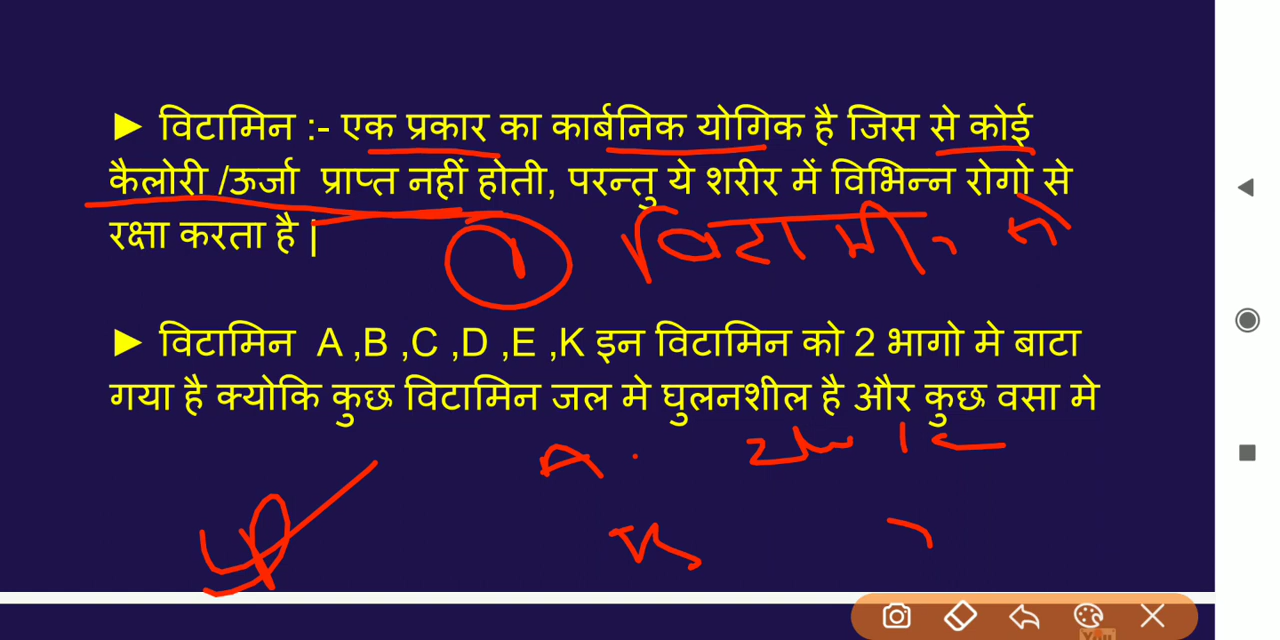 ► विटामिन :- एक प्रकार का कार्बनिक योगिक है जिस से कोई
कैलोरी /ऊर्जा प्राप्त नहीं होती, परन्तु ये शरीर में विभिन्न रोगो से
रक्षा करता है |
विटामीन
► विटामिन A ,B ,C ,D ,E ,K इन विटामिन को 2 भागो मे बाटा
गया है क्योकि कुछ विटामिन जल मे घुलनशील है और कुछ वसा मे
A